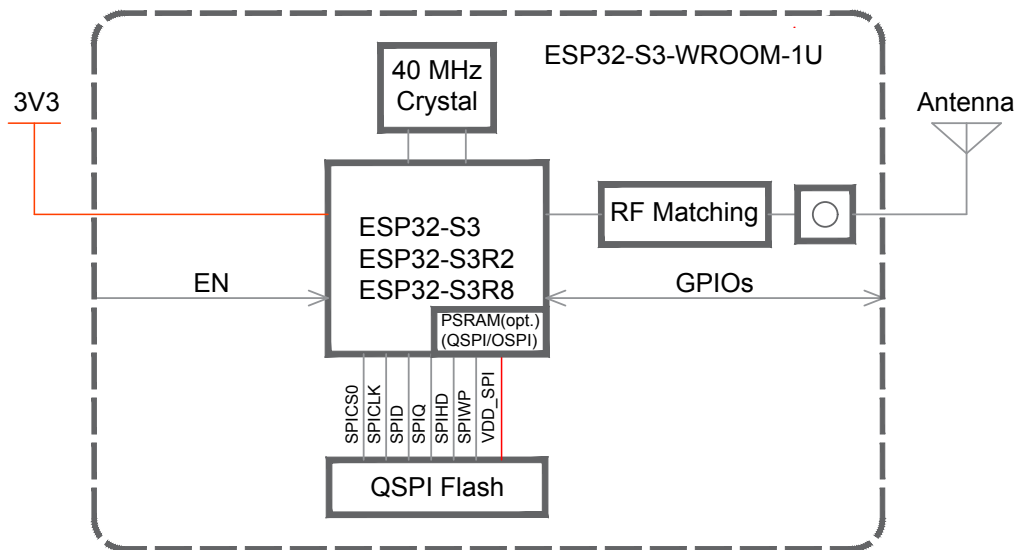 ESP32-S3-WROOM-1U
40 MHz
Crystal
3V3
Antenna
RF Matching
ESP32-S3
ESP32-S3R2
ESP32-S3R8
EN
GPIOs
PSRAM(opt.)
(QSPI/OSPI)
SPICS0
SPICLK
SPID
SPIQ
SPIHD
SPIWP
VDD_SPI
QSPI Flash